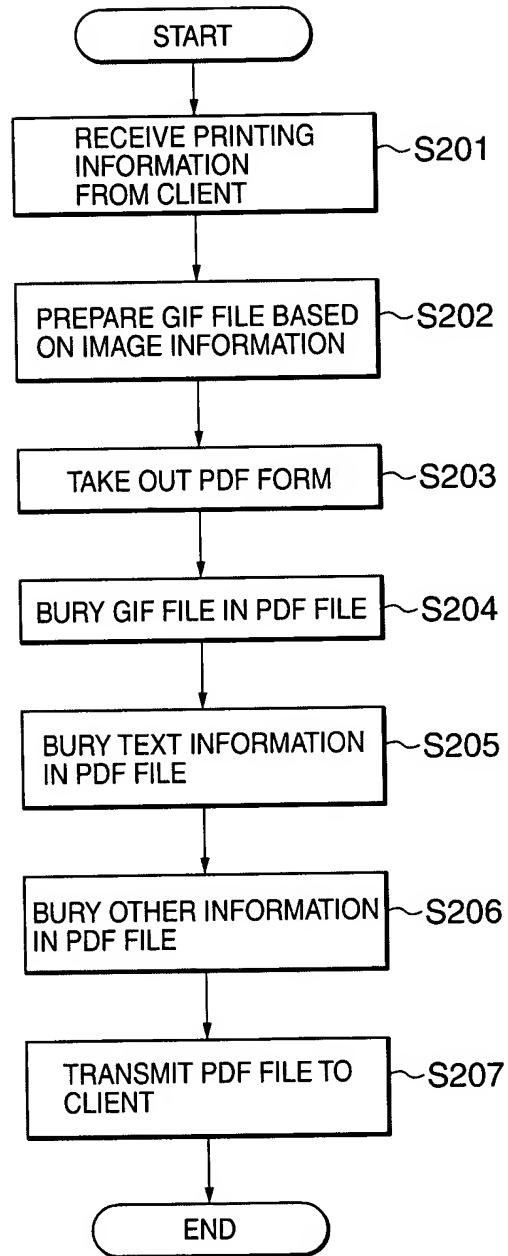 START
RECEIVE PRINTING
INFORMATION
FROM CLIENT
S201
PREPARE GIF FILE BASED
ON IMAGE INFORMATION
S202
TAKE OUT PDF FORM
S203
BURY GIF FILE IN PDF FILE
S204
BURY TEXT INFORMATION
IN PDF FILE
S205
BURY OTHER INFORMATION
IN PDF FILE
S206
TRANSMIT PDF FILE TO
CLIENT
S207
END